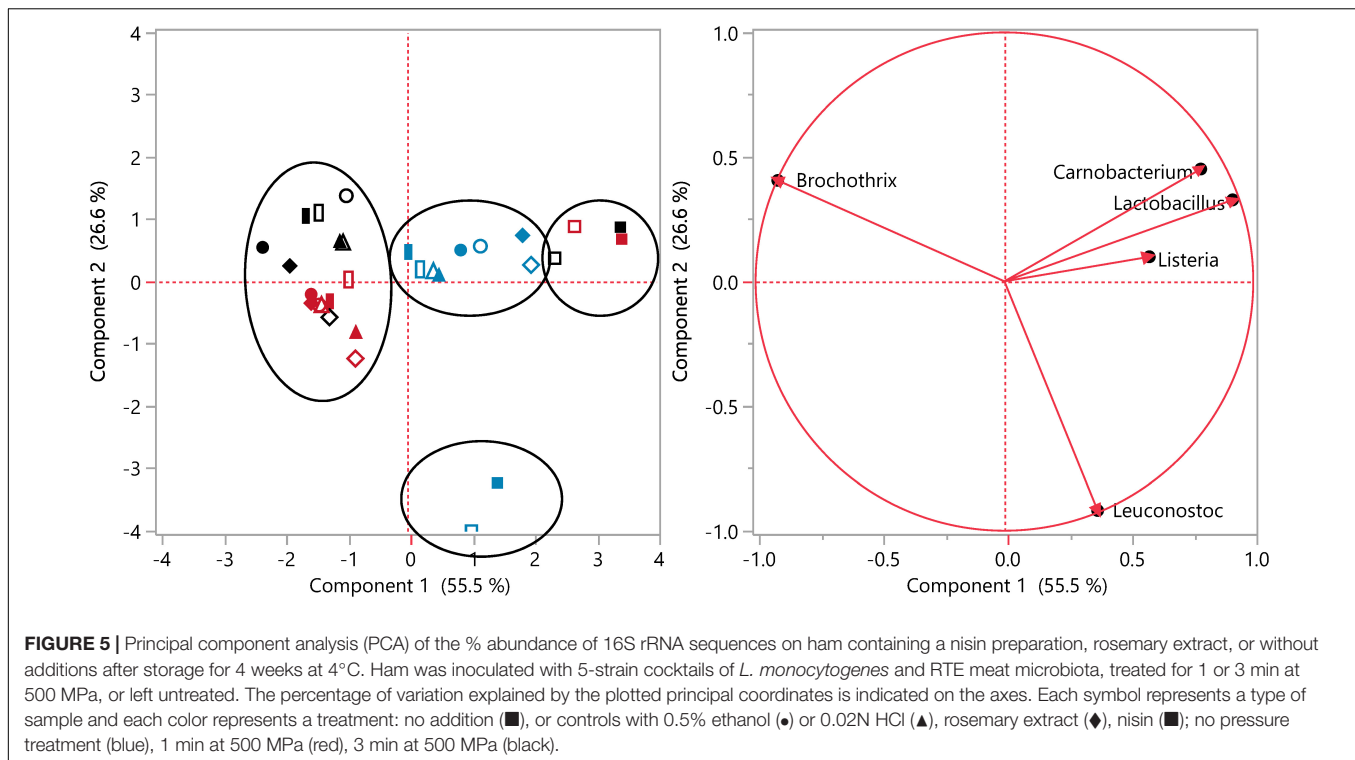 4
3
2
1
0
-1
-2
-3
-4
Component 2 (26.6 %)
-4 -3 -2 -1 0 1 2 3 4
Component 1 (55.5 %)
1.0
0.5
0.0
-0.5
-1.0
Component 2 (26.6 %)
Brochothrix
Carnobacterium
Lactobacillus
Listeria
Leuconostoc
-1.0 -0.5 0.0 0.5 1.0
Component 1 (55.5 %)
FIGURE 5 | Principal component analysis (PCA) of the % abundance of 16S rRNA sequences on ham containing a nisin preparation, rosemary extract, or without
additions after storage for 4 weeks at 4°C. Ham was inoculated with 5-strain cocktails of L. monocytogenes and RTE meat microbiota, treated for 1 or 3 min at
500 MPa, or left untreated. The percentage of variation explained by the plotted principal coordinates is indicated on the axes. Each symbol represents a type of
sample and each color represents a treatment: no addition (■), or controls with 0.5% ethanol (●) or 0.02N HCl (▲), rosemary extract (◆), nisin (■); no pressure
treatment (blue), 1 min at 500 MPa (red), 3 min at 500 MPa (black).